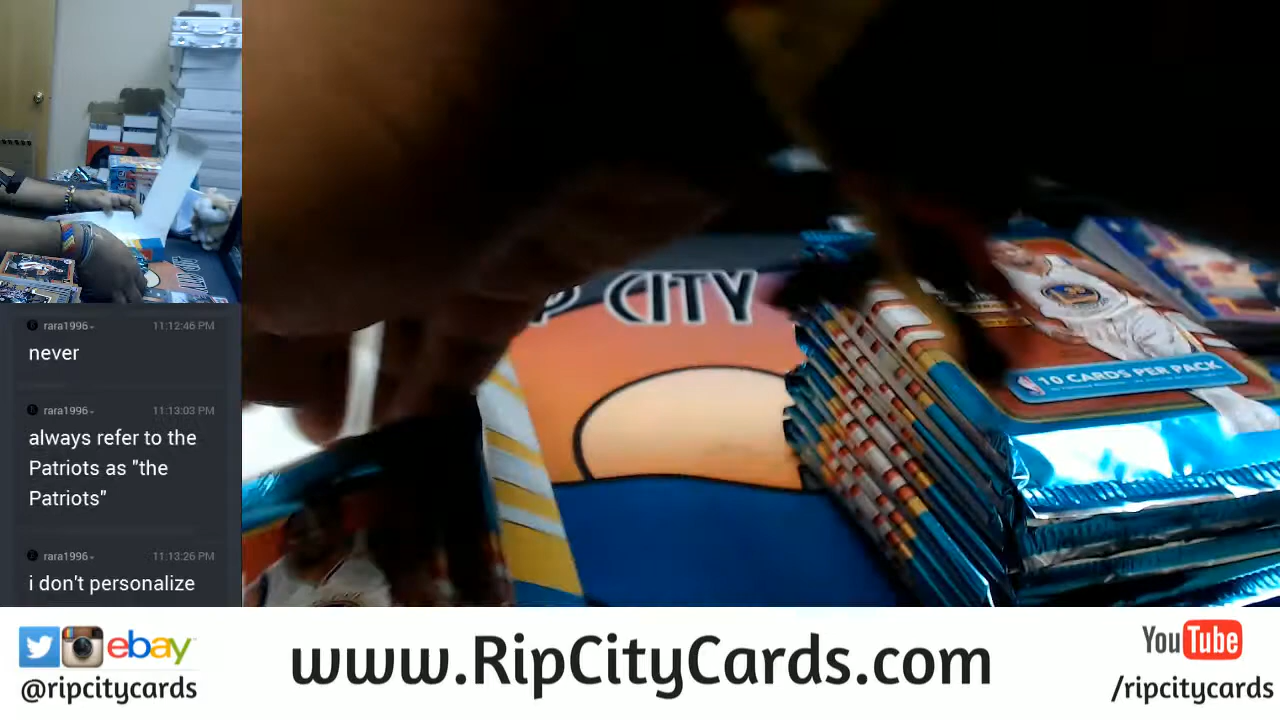 rara1996
11:12:46 PM
never
rara1996
11:13:03 PM
always refer to the
Patriots as "the
Patriots"
rara1996
11:13:26 PM
i don't personalize
P CITY
10 CARDS PER PACK
ebay
@ripcitycards
www.RipCityCards.com
YouTube
/ripcitycards